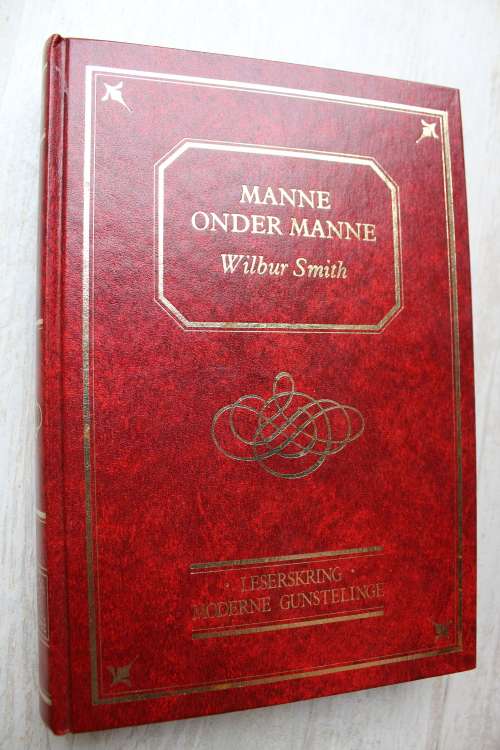 MANNE
ONDER MANNE
Wilbur Smith
· LESERSKRING ·
MODERNE GUNSTELINGE